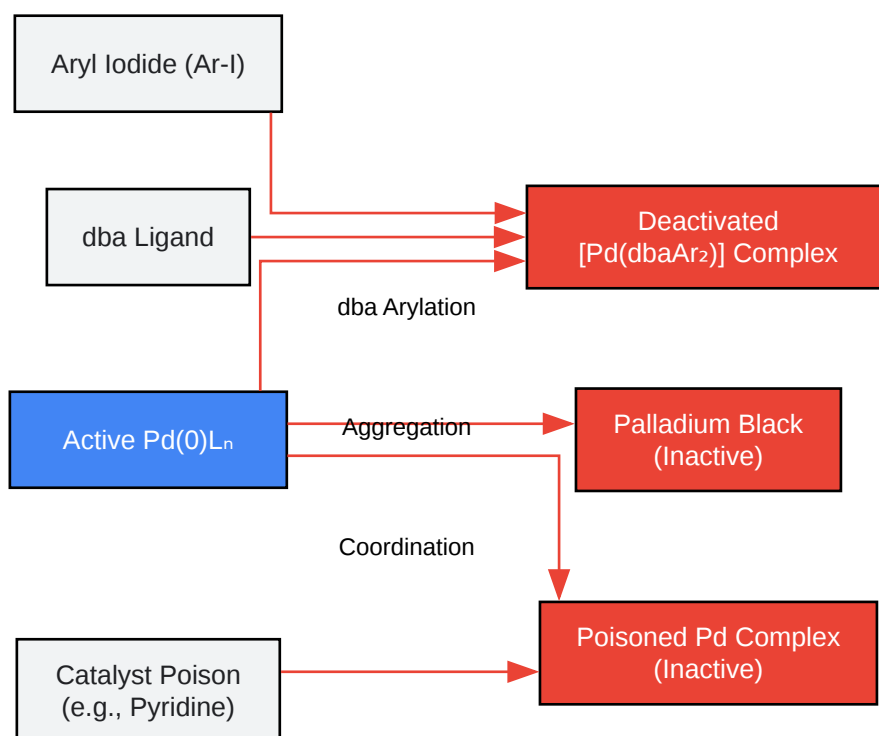 Aryl Iodide (Ar-I)
dba Ligand
Deactivated
[Pd(dbaAr₂)] Complex
dba Arylation
Active Pd(0)Lₙ
Aggregation
Palladium Black
(Inactive)
Coordination
Poisoned Pd Complex
(Inactive)
Catalyst Poison
(e.g., Pyridine)